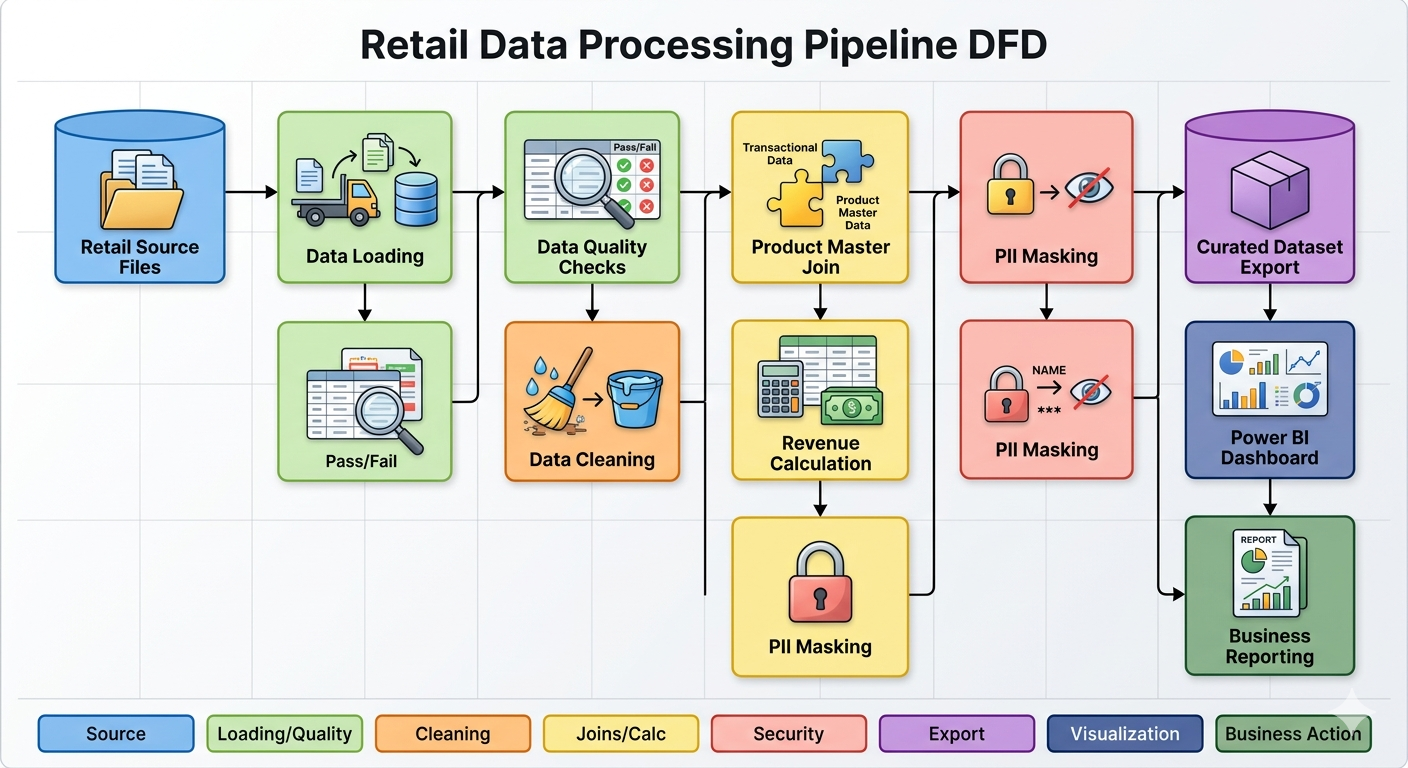 Retail Data Processing Pipeline DFD
Retail Source
Files
Data Loading
Pass/Fall
Data Quality
Checks
Transactional
Data
Product
Master
Data
Product Master
Join
PII Masking
Curated Dataset
Export
Pass/Fail
Data Cleaning
Revenue
Calculation
NAME
***
PII Masking
Power BI
Dashboard
PII Masking
REPORT
Business
Reporting
Source
Loading/Quality
Cleaning
Joins/Calc
Security
Export
Visualization
Business Action